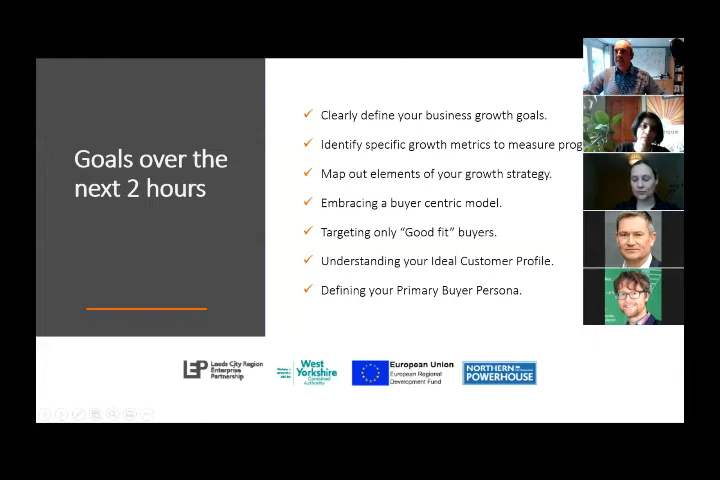 Goals over the
next 2 hours
✓ Clearly define your business growth goals.
✓ Identify specific growth metrics to measure prog
✓ Map out elements of your growth strategy.
✓ Embracing a buyer centric model.
✓ Targeting only “Good fit” buyers.
✓ Understanding your Ideal Customer Profile.
✓ Defining your Primary Buyer Persona.
LEP Leeds City Region
Enterprise
Partnership
West
Yorkshire
Combined
Authority
European Union
European Regional
Development Fund
NORTHERN
POWERHOUSE